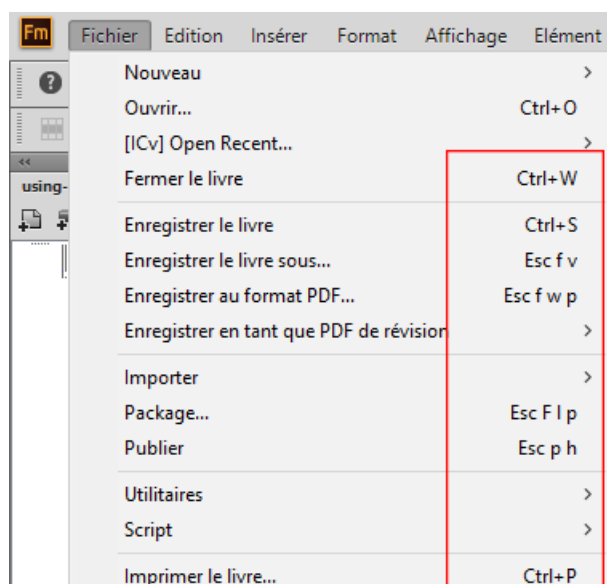 Fm Fichier Edition Insérer Format Affichage Elément
Nouveau >
Ouvrir... Ctrl+O
[ICv] Open Recent... >
<<
Fermer le livre Ctrl+W
using-
Enregistrer le livre Ctrl+S
Enregistrer le livre sous... Esc f v
Enregistrer au format PDF... Esc f w p
Enregistrer en tant que PDF de révision >
Importer >
Package... Esc F l p
Publier Esc p h
Utilitaires >
Script >
Imprimer le livre... Ctrl+P